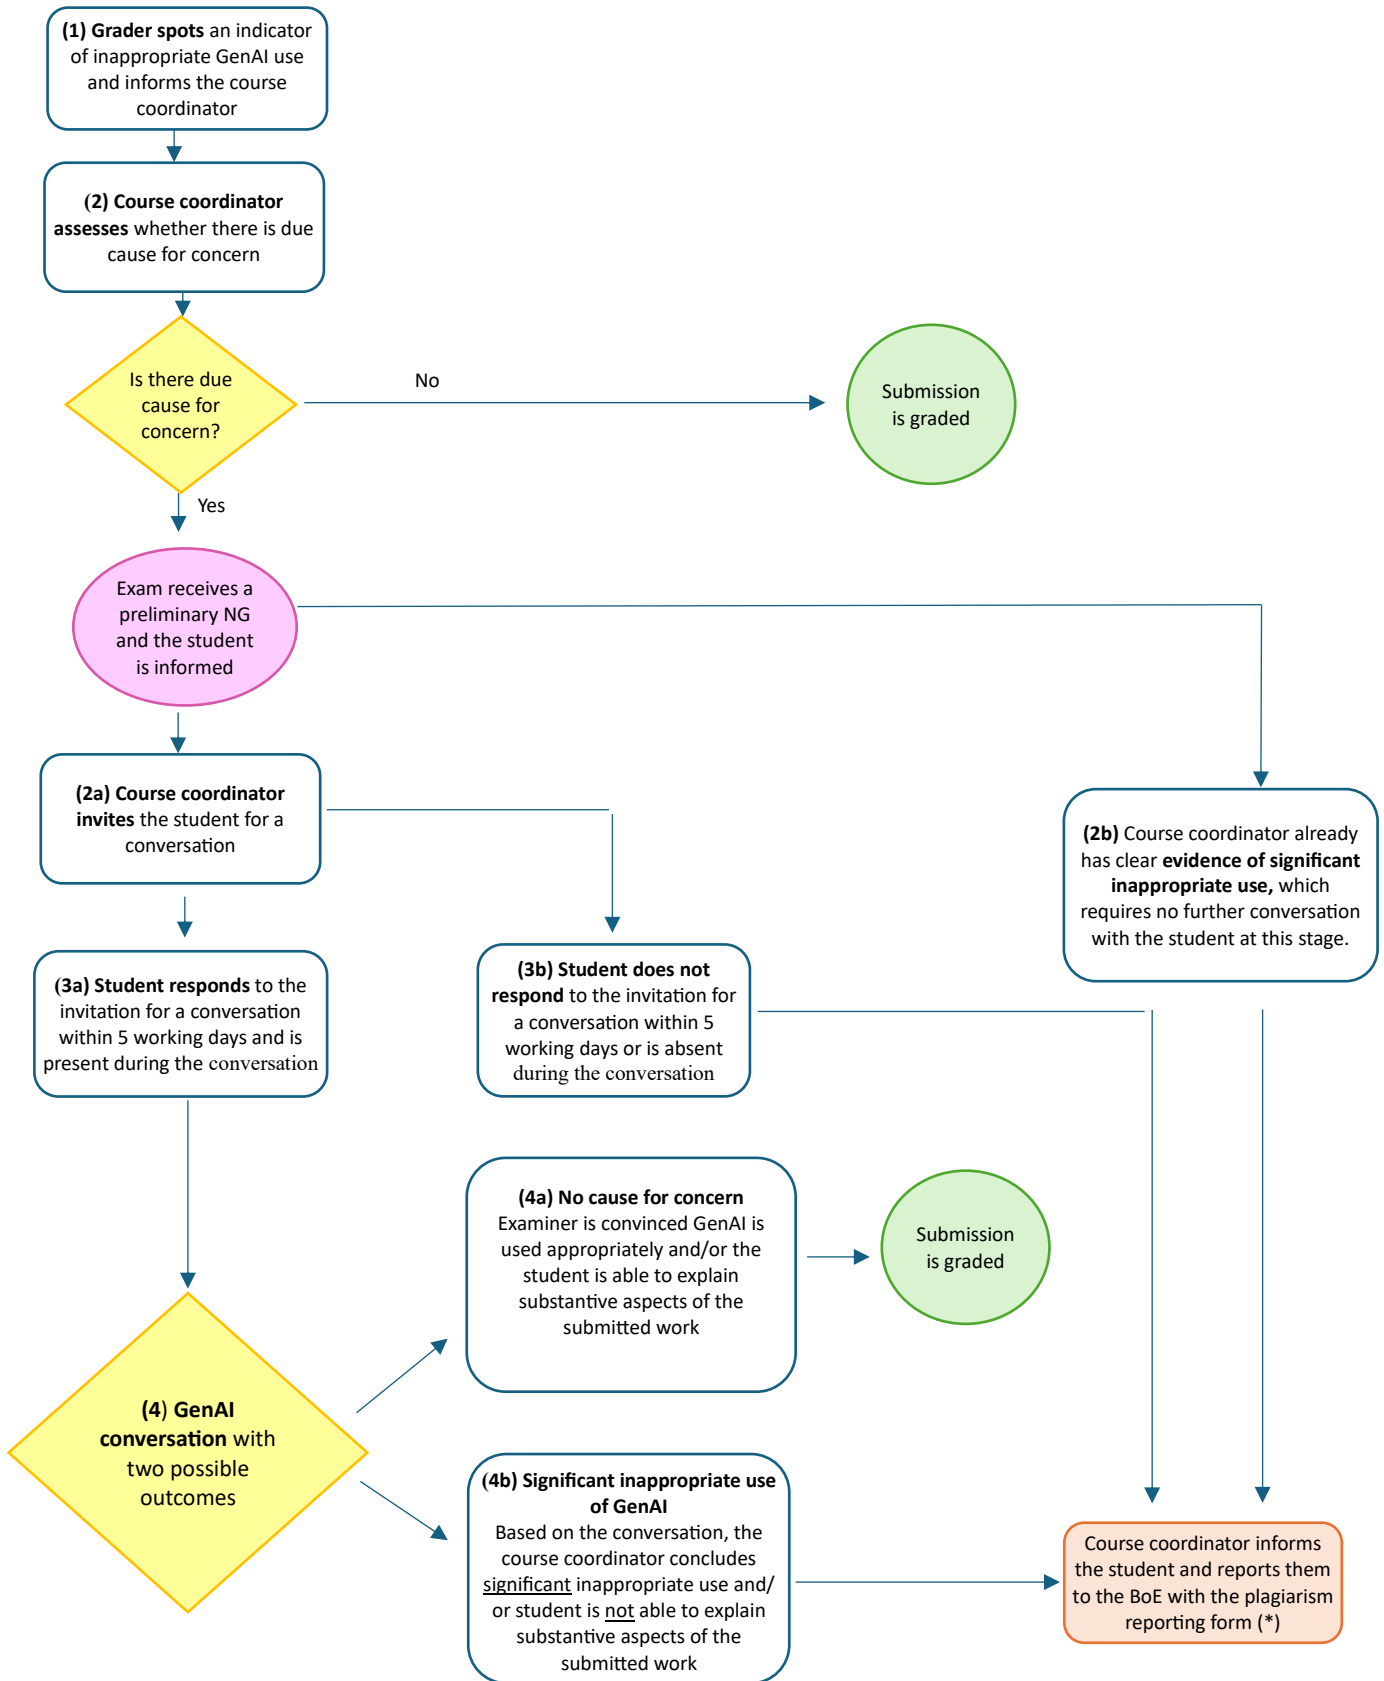 (1) Grader spots an indicator
of inappropriate GenAI use
and informs the course
coordinator
(2) Course coordinator
assesses whether there is due
cause for concern
Is there due
cause for
concern?
No
Submission
is graded
Yes
Exam receives a
preliminary NG
and the student
is informed
(2a) Course coordinator
invites the student for a
conversation
(2b) Course coordinator already
has clear evidence of significant
inappropriate use, which
requires no further conversation
with the student at this stage.
(3a) Student responds to the
invitation for a conversation
within 5 working days and is
present during the conversation
(3b) Student does not
respond to the invitation for
a conversation within 5
working days or is absent
during the conversation
(4a) No cause for concern
Examiner is convinced GenAI is
used appropriately and/or the
student is able to explain
substantive aspects of the
submitted work
Submission
is graded
(4) GenAI
conversation with
two possible
outcomes
(4b) Significant inappropriate use
of GenAI
Based on the conversation, the
course coordinator concludes
significant inappropriate use and/
or student is not able to explain
substantive aspects of the
submitted work
Course coordinator informs
the student and reports them
to the BoE with the plagiarism
reporting form (*)